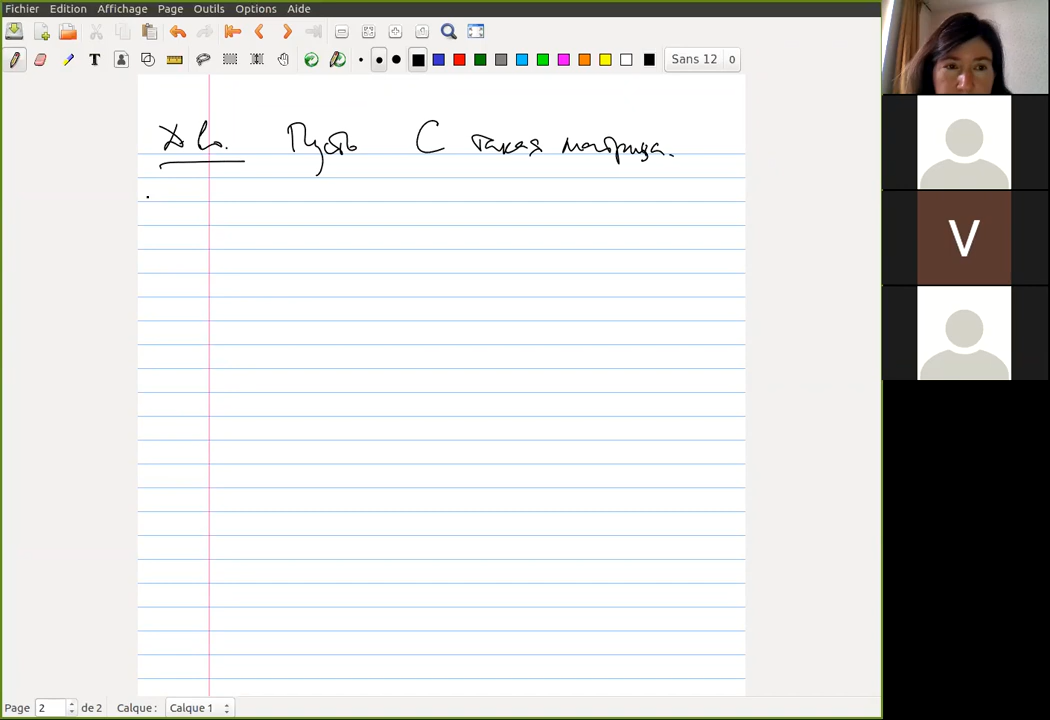 Fichier Edition Affichage Page Outils Options Aide
Sans 12 0
Д-во. Пусть C такая матрица.
V
Page 2 de 2 Calque : Calque 1